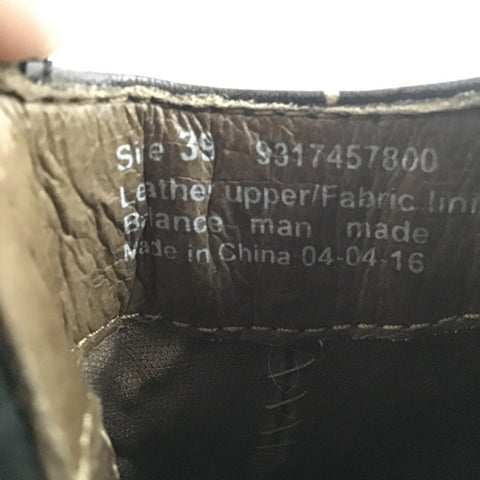 Size 39 9317457800
Leather upper/Fabric lini
Balance man made
Made in China 04-04-16